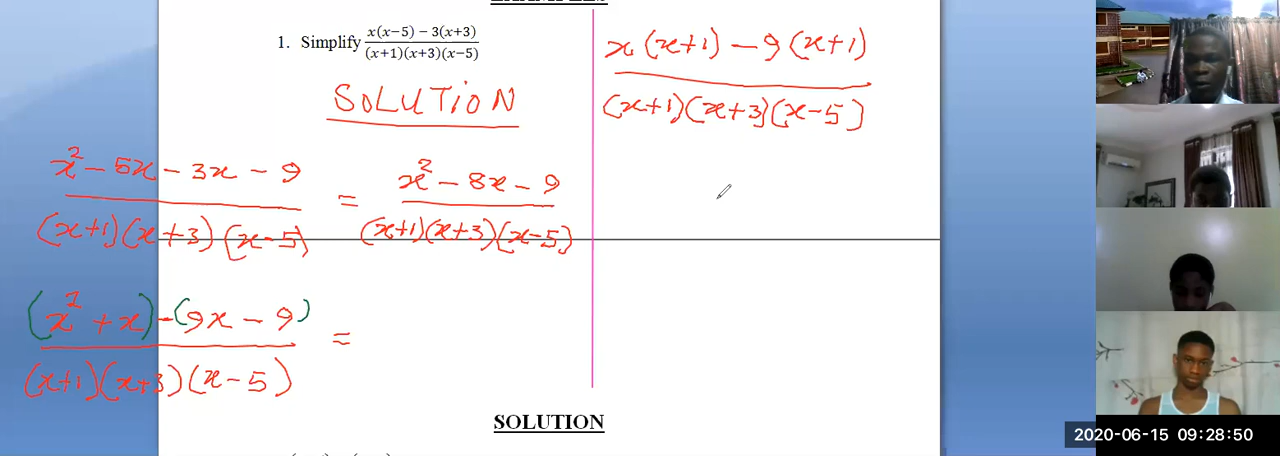 EXAMPLES
1. Simplify x(x−5) − 3(x+3) / (x+1)(x+3)(x−5)
SOLUTION
x² − 5x − 3x − 9 / (x+1)(x+3)(x−5) = x² − 8x − 9 / (x+1)(x+3)(x−5)
(x² + x) − (9x − 9) / (x+1)(x+3)(x−5) =
x(x+1) − 9(x+1) / (x+1)(x+3)(x−5)
SOLUTION
2020-06-15 09:28:50